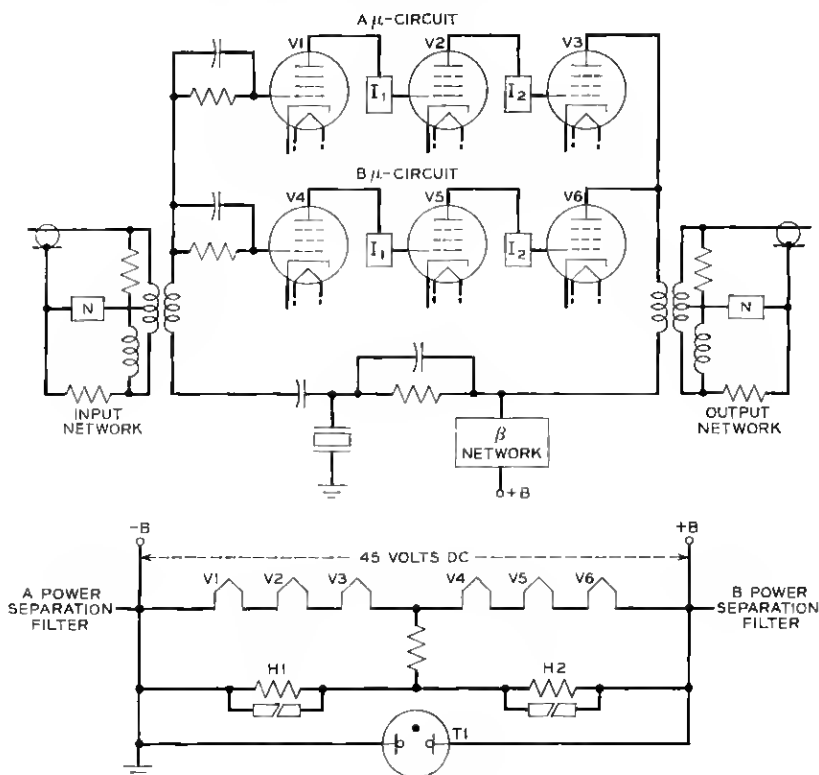 A μ-CIRCUIT
V1
V2
V3
I1
I2
B μ-CIRCUIT
V4
V5
V6
I1
I2
N
N
INPUT
NETWORK
OUTPUT
NETWORK
β
NETWORK
+B
-B
+B
45 VOLTS DC
V1
V2
V3
V4
V5
V6
A POWER
SEPARATION
FILTER
B POWER
SEPARATION
FILTER
H1
H2
T1